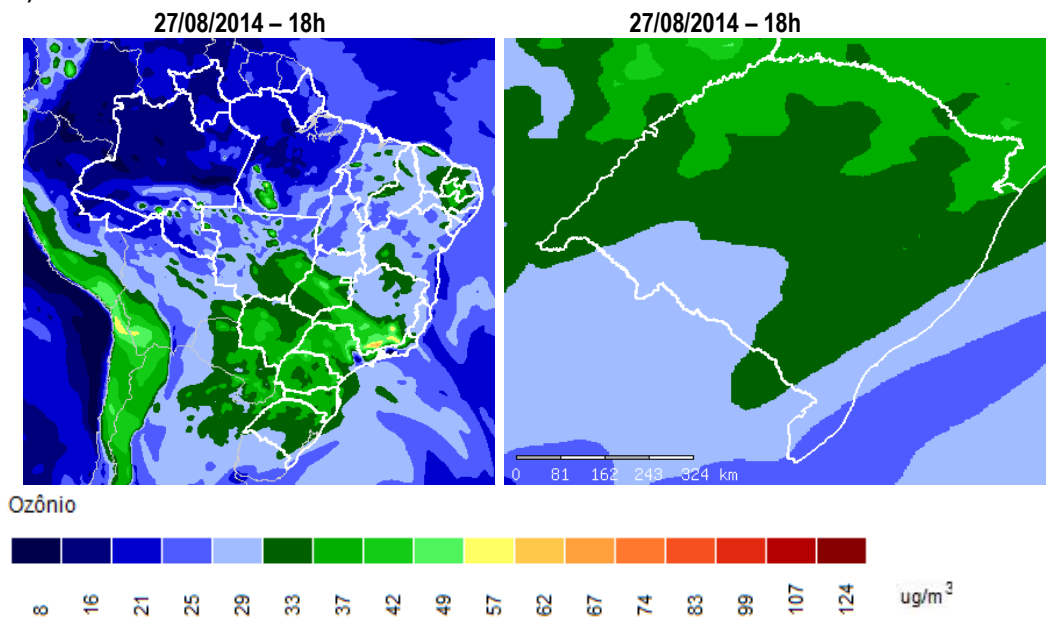 27/08/2014 – 18h
27/08/2014 – 18h
0 81 162 243 324 km
Ozônio
8 16 21 25 29 33 37 42 49 57 62 67 74 83 99 107 124 ug/m³